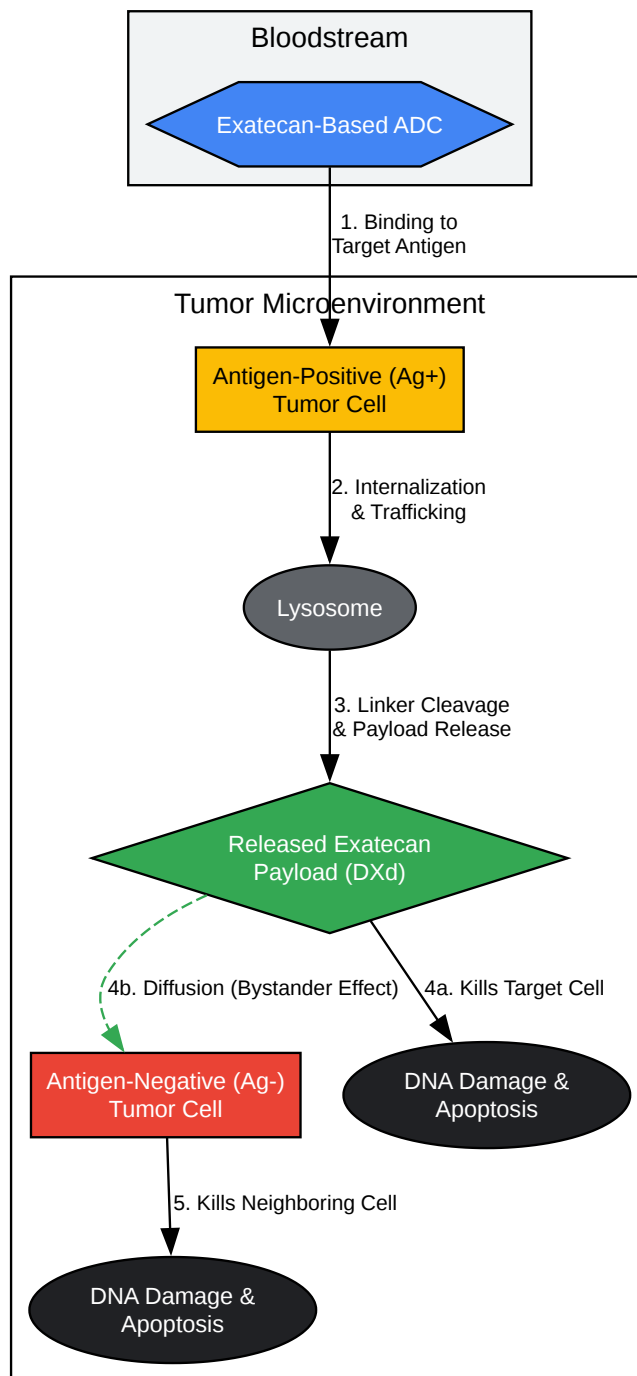 Bloodstream
Exatecan-Based ADC
1. Binding to
Target Antigen
Tumor Microenvironment
Antigen-Positive (Ag+)
Tumor Cell
2. Internalization
& Trafficking
Lysosome
3. Linker Cleavage
& Payload Release
Released Exatecan
Payload (DXd)
4b. Diffusion (Bystander Effect)
4a. Kills Target Cell
Antigen-Negative (Ag-)
Tumor Cell
DNA Damage &
Apoptosis
5. Kills Neighboring Cell
DNA Damage &
Apoptosis